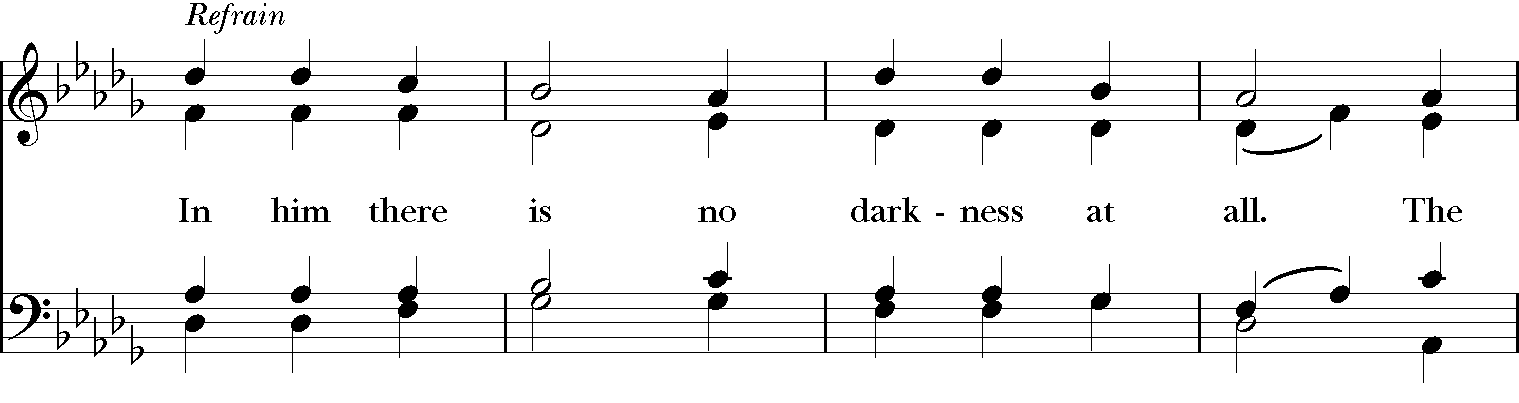 Refrain
In him there is no dark - ness at all. The